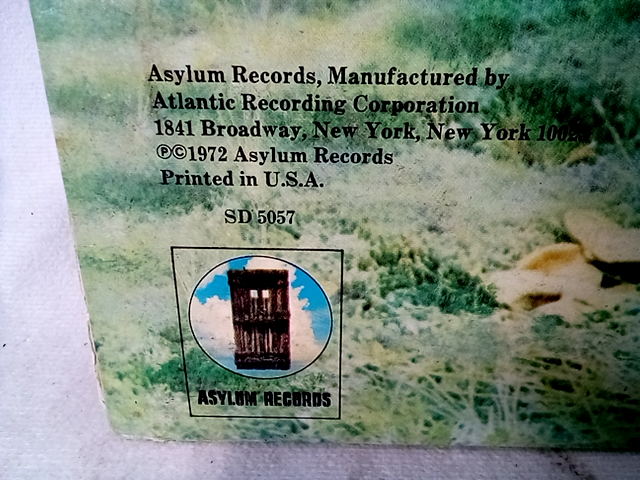 Asylum Records, Manufactured by
Atlantic Recording Corporation
1841 Broadway, New York, New York
℗©1972 Asylum Records
Printed in U.S.A.
SD 5057
ASYLUM RECORDS